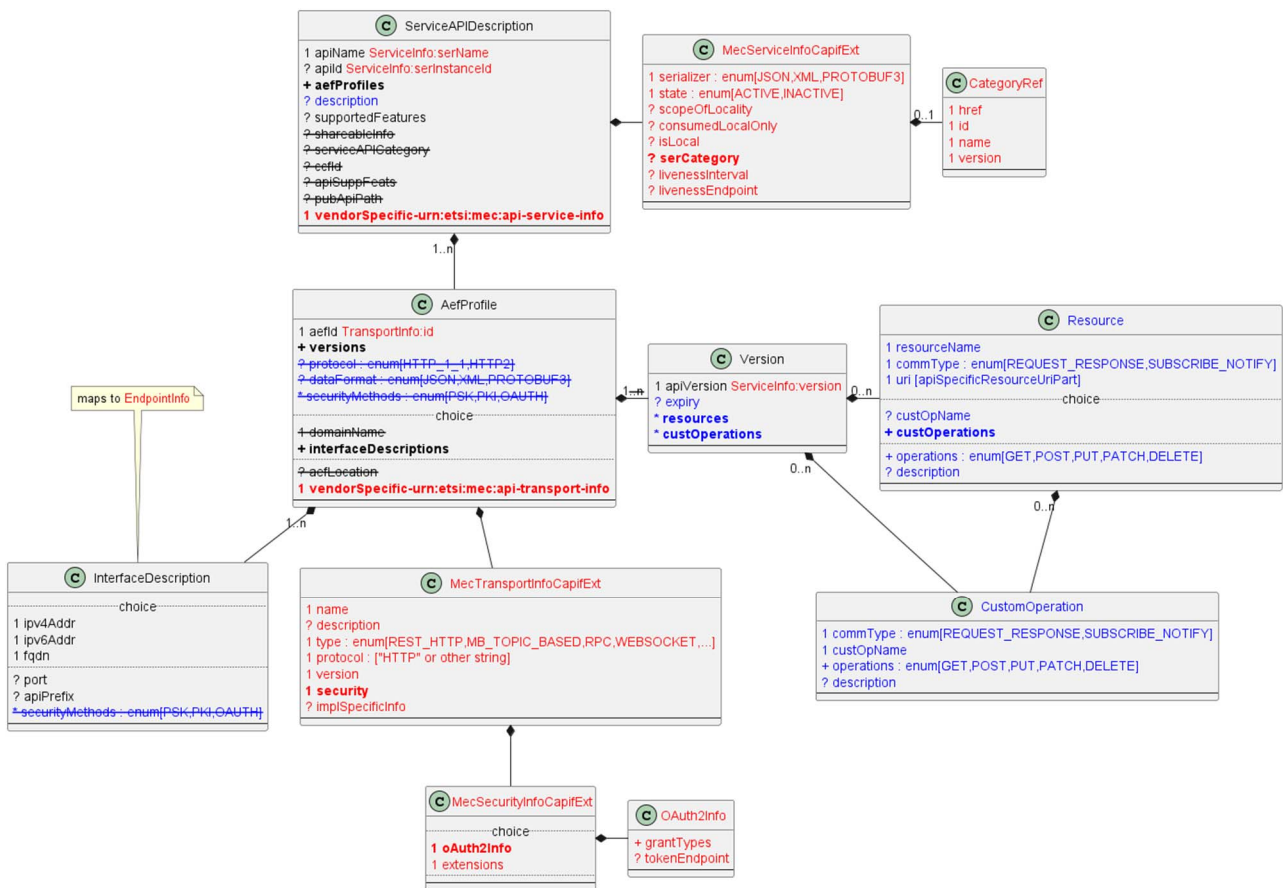 C ServiceAPIDescription
1 apiName ServiceInfo:serName
? apiId ServiceInfo:serInstanceId
+ aefProfiles
? description
? supportedFeatures
? shareableInfo
? serviceAPICategory
? ccfId
? apiSuppFeats
? pubApiPath
1 vendorSpecific-urn:etsi:mec:api-service-info
C MecServiceInfoCapifExt
1 serializer : enum[JSON,XML,PROTOBUF3]
1 state : enum[ACTIVE,INACTIVE]
? scopeOfLocality
? consumedLocalOnly
? isLocal
? serCategory
? livenessInterval
? livenessEndpoint
0..1
C CategoryRef
1 href
1 id
1 name
1 version
1..n
C AefProfile
1 aefId TransportInfo:id
+ versions
? protocol : enum[HTTP_1_1,HTTP2]
? dataFormat : enum[JSON,XML,PROTOBUF3]
* securityMethods : enum[PSK,PKI,OAUTH]
choice
1 domainName
+ interfaceDescriptions
? aefLocation
1 vendorSpecific-urn:etsi:mec:api-transport-info
1..n
C Version
1 apiVersion ServiceInfo:version
? expiry
* resources
* custOperations
0..n
C Resource
1 resourceName
1 commType : enum[REQUEST_RESPONSE,SUBSCRIBE_NOTIFY]
1 uri [apiSpecificResourceUriPart]
choice
? custOpName
+ custOperations
+ operations : enum[GET,POST,PUT,PATCH,DELETE]
? description
maps to EndpointInfo
0..n
0..n
1..n
C InterfaceDescription
choice
1 ipv4Addr
1 ipv6Addr
1 fqdn
? port
? apiPrefix
* securityMethods : enum[PSK,PKI,OAUTH]
C MecTransportInfoCapifExt
1 name
? description
1 type : enum[REST_HTTP,MB_TOPIC_BASED,RPC,WEBSOCKET,...]
1 protocol : ["HTTP" or other string]
1 version
1 security
? implSpecificInfo
C CustomOperation
1 commType : enum[REQUEST_RESPONSE,SUBSCRIBE_NOTIFY]
1 custOpName
+ operations : enum[GET,POST,PUT,PATCH,DELETE]
? description
C MecSecurityInfoCapifExt
choice
1 oAuth2Info
1 extensions
C OAuth2Info
+ grantTypes
? tokenEndpoint